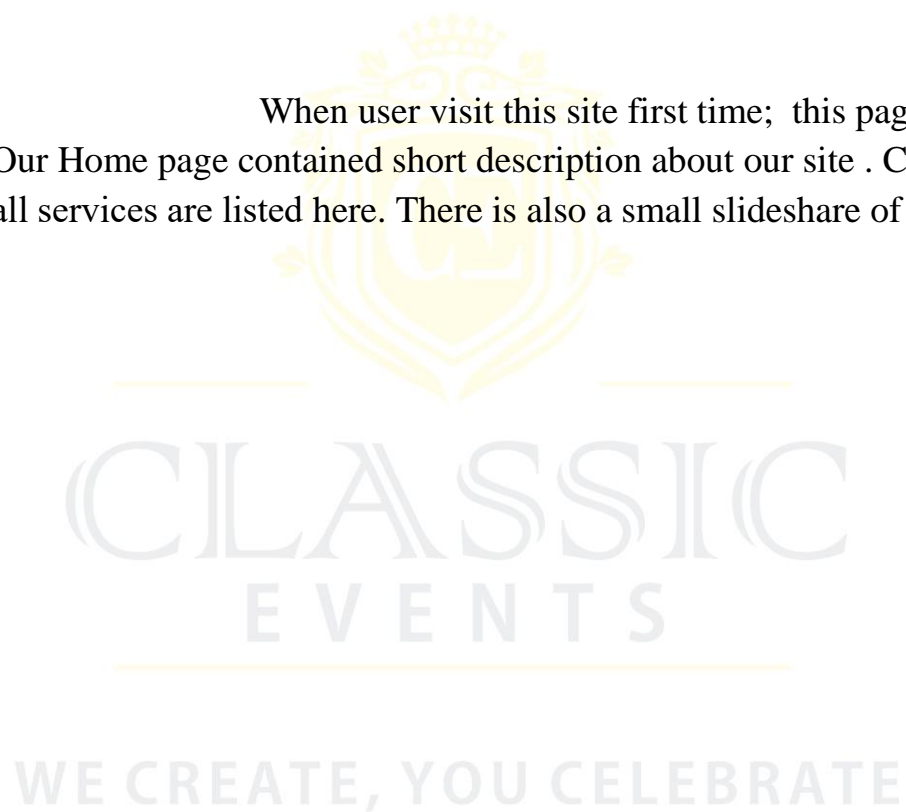 When user visit this site first time; this pag
Our Home page contained short description about our site . C
all services are listed here. There is also a small slideshare of
CE
CLASSIC
EVENTS
WE CREATE, YOU CELEBRATE